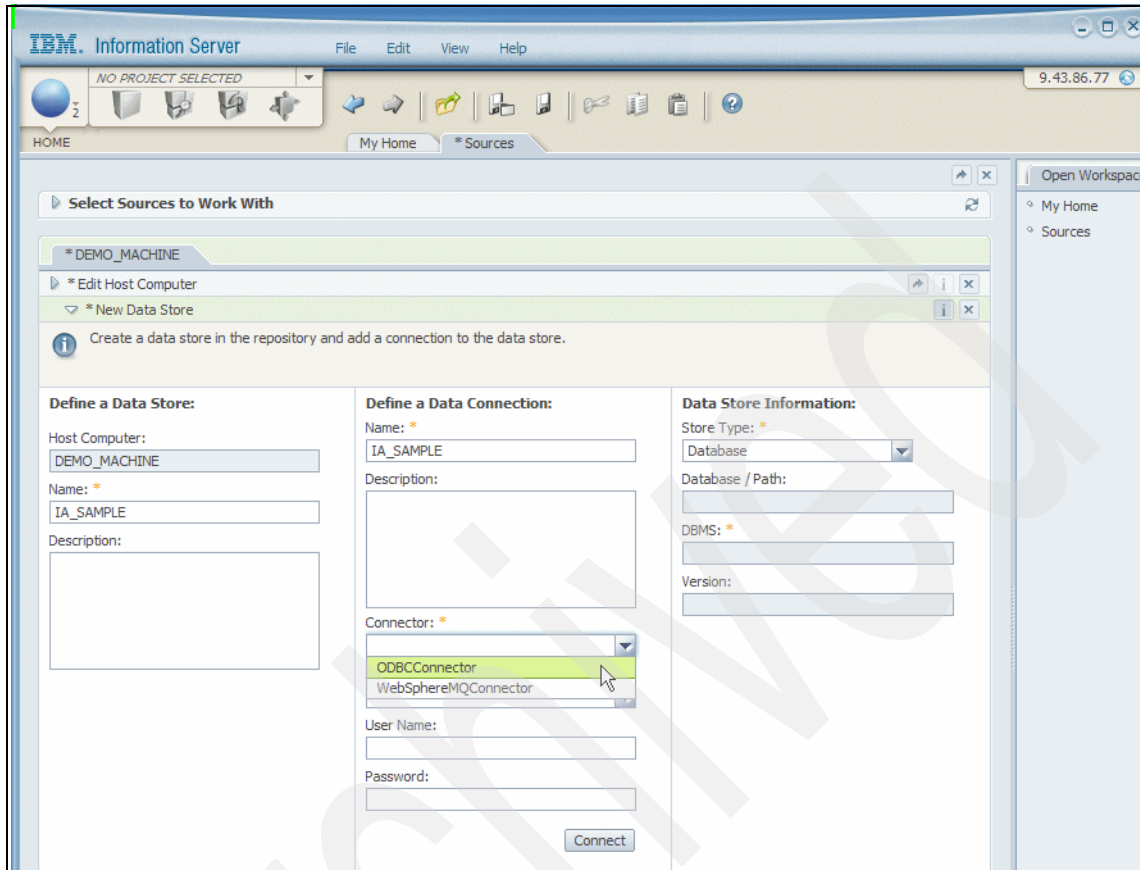 IBM. Information Server
File Edit View Help
NO PROJECT SELECTED
9.43.86.77
2
HOME
My Home
* Sources
Select Sources to Work With
Open Workspac
My Home
Sources
* DEMO_MACHINE
* Edit Host Computer
* New Data Store
Create a data store in the repository and add a connection to the data store.
Define a Data Store:
Host Computer:
DEMO_MACHINE
Name: *
IA_SAMPLE
Description:
Define a Data Connection:
Name: *
IA_SAMPLE
Description:
Connector: *
ODBCConnector
WebSphereMQConnector
User Name:
Password:
Connect
Data Store Information:
Store Type: *
Database
Database / Path:
DBMS: *
Version: